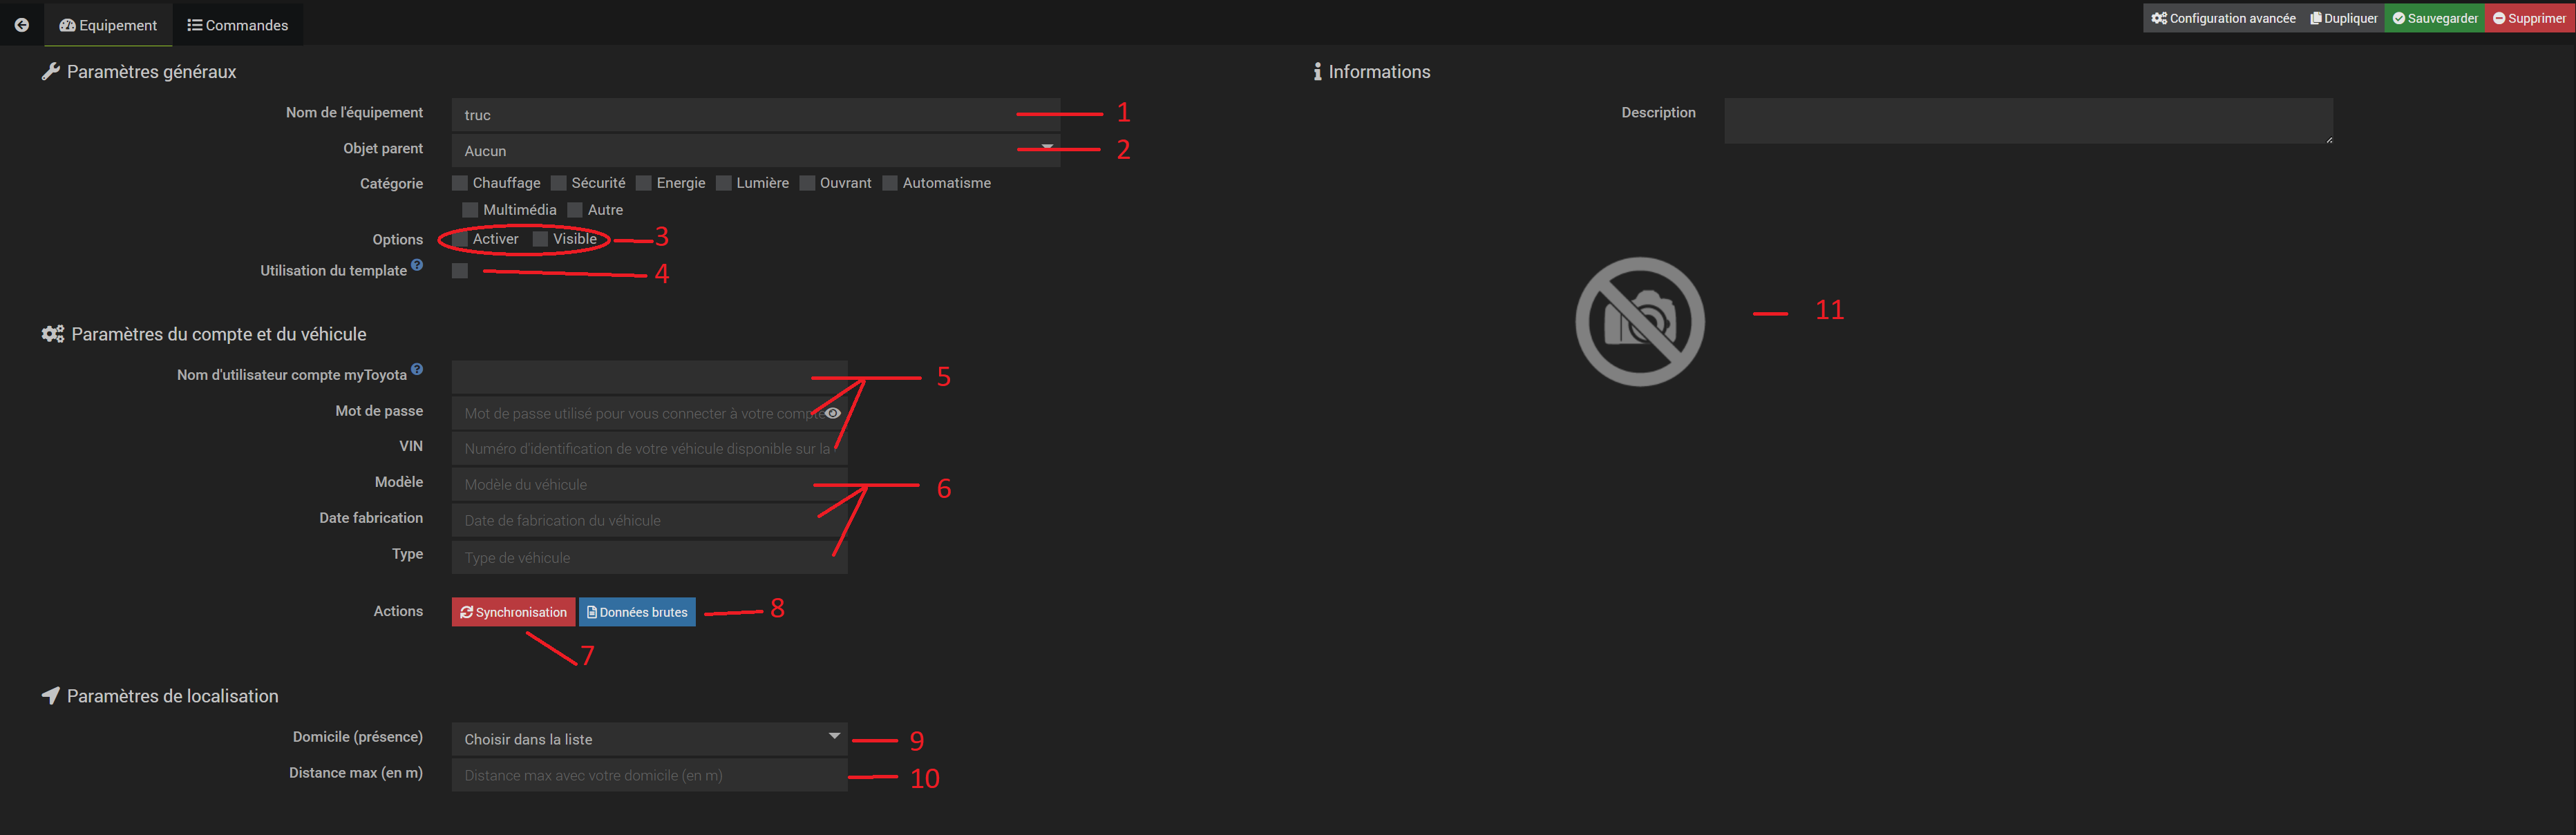 Equipement
Commandes
Configuration avancée
Dupliquer
Sauvegarder
Supprimer
Paramètres généraux
Nom de l'équipement truc 1
Objet parent Aucun 2
Catégorie Chauffage Sécurité Energie Lumière Ouvrant Automatisme
Multimédia Autre
Options Activer Visible 3
Utilisation du template ? 4
Paramètres du compte et du véhicule
Nom d'utilisateur compte myToyota ? 5
Mot de passe Mot de passe utilisé pour vous connecter à votre compte
VIN Numéro d'identification de votre véhicule disponible sur la
Modèle Modèle du véhicule 6
Date fabrication Date de fabrication du véhicule
Type Type de véhicule
Actions Synchronisation Données brutes 8
7
Paramètres de localisation
Domicile (présence) Choisir dans la liste 9
Distance max (en m) Distance max avec votre domicile (en m) 10
Informations
Description
11